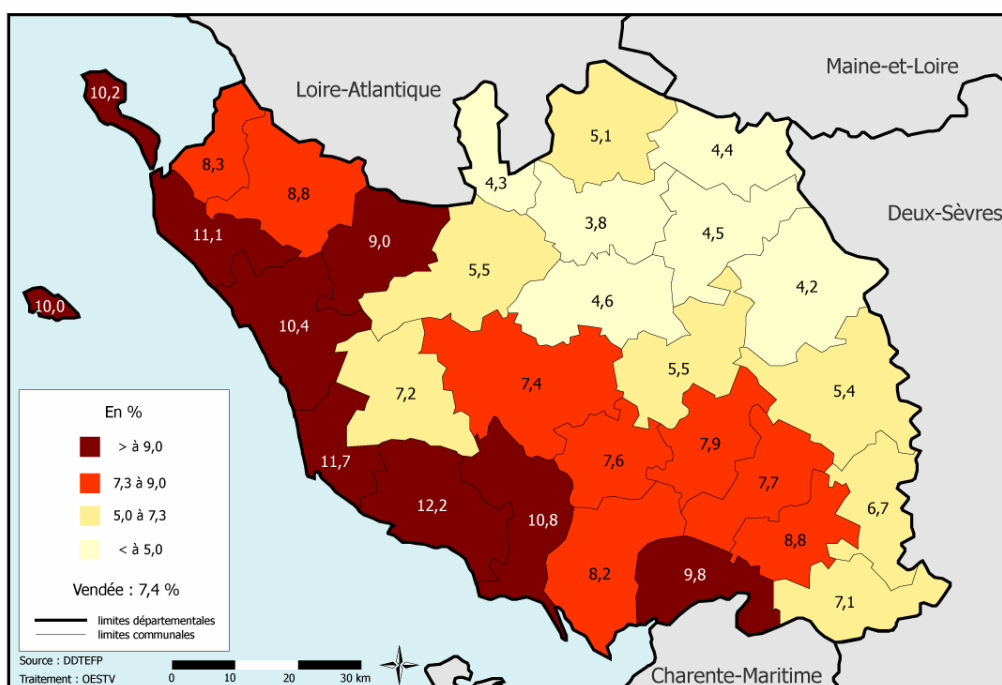 Maine-et-Loire
Loire-Atlantique
10,2
5,1
4,4
8,3
4,3
8,8
Deux-Sèvres
3,8
4,5
11,1
9,0
5,5
4,2
4,6
10,0
10,4
7,4
5,5
7,2
5,4
7,9
11,7
7,6
7,7
6,7
12,2
10,8
8,8
8,2
9,8
7,1
En %
> à 9,0
7,3 à 9,0
5,0 à 7,3
< à 5,0
Vendée : 7,4 %
limites départementales
limites communales
Source : DDTEFP
Traitement : OESTV
0 10 20 30 km
Charente-Maritime